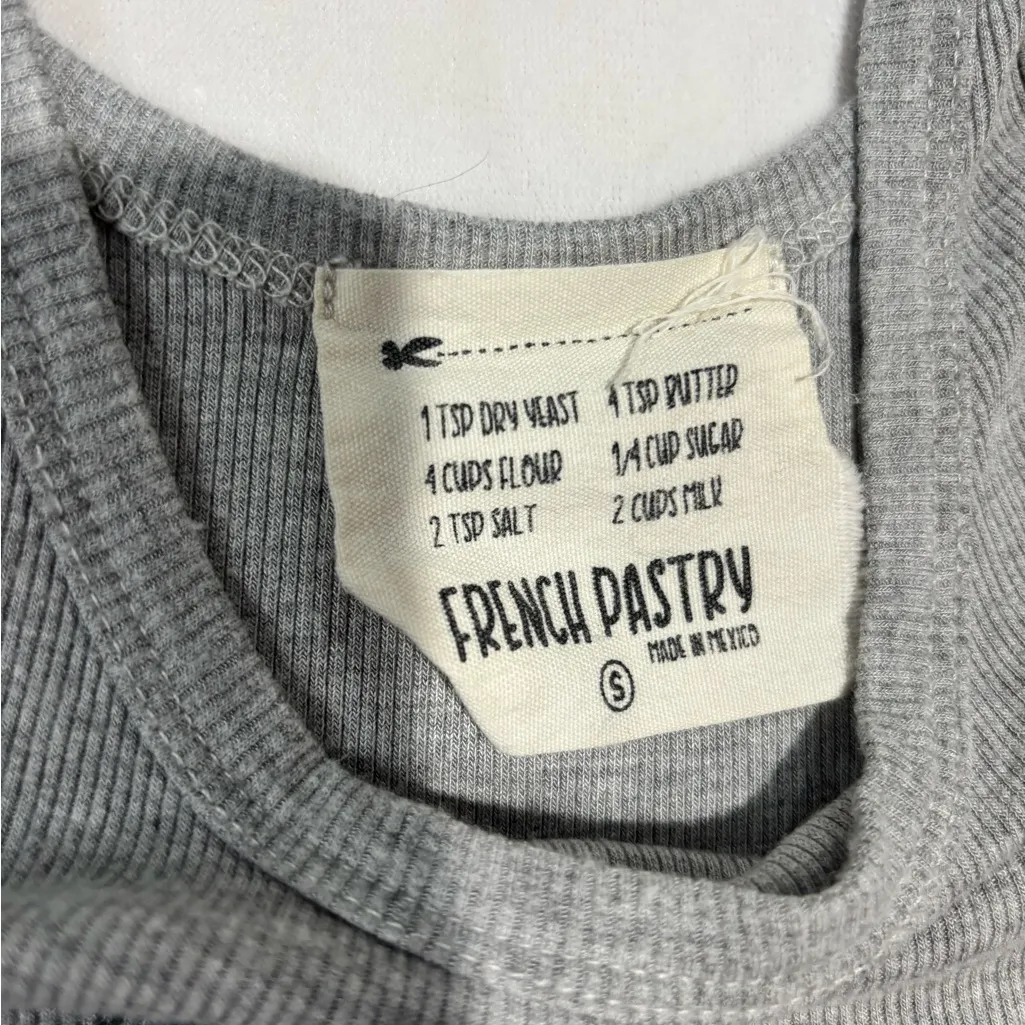 1 TSP DRY YEAST
4 CUPS FLOUR
2 TSP SALT
1 TSP BUTTER
1/4 CUP SUGAR
2 CUPS MILK
FRENCH PASTRY
MADE IN MEXICO
S